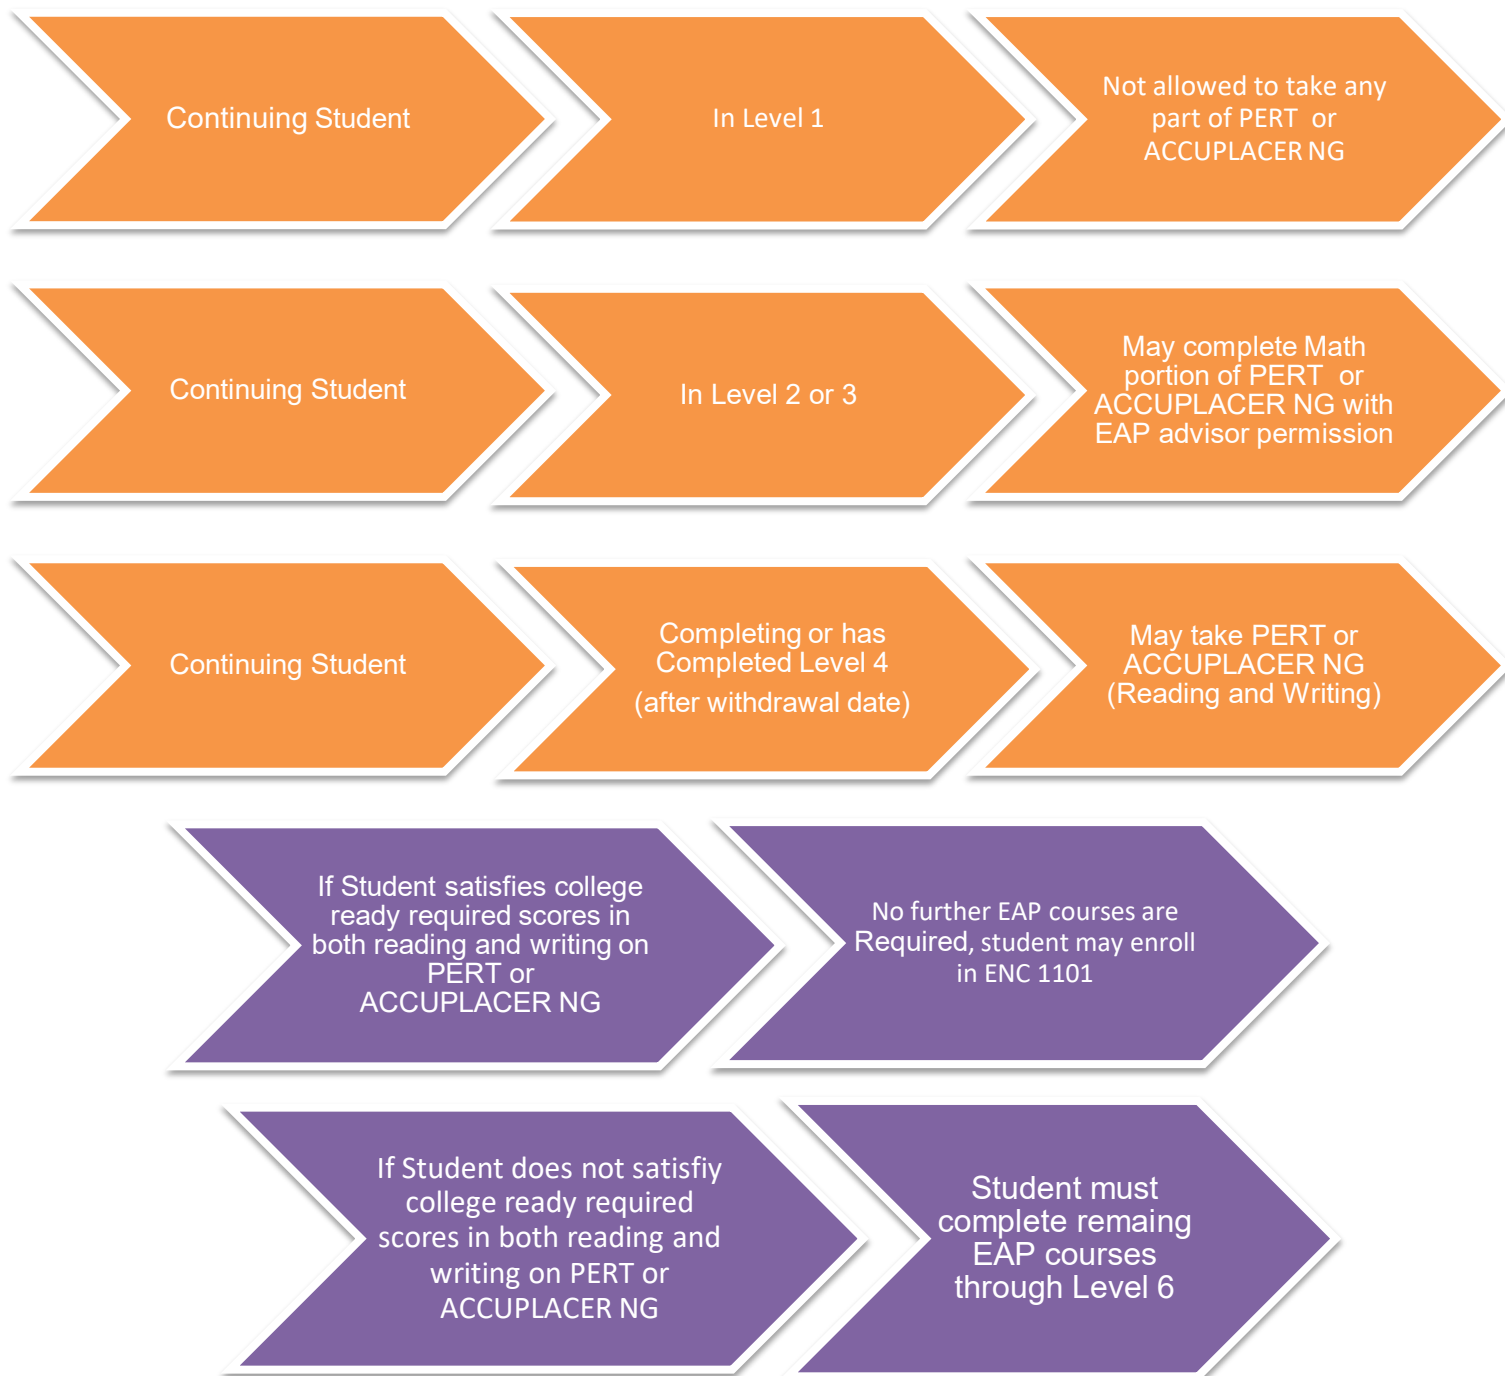 Continuing Student
In Level 1
Not allowed to take any
part of PERT or
ACCUPLACER NG
Continuing Student
In Level 2 or 3
May complete Math
portion of PERT or
ACCUPLACER NG with
EAP advisor permission
Continuing Student
Completing or has
Completed Level 4
(after withdrawal date)
May take PERT or
ACCUPLACER NG
(Reading and Writing)
If Student satisfies college
ready required scores in
both reading and writing on
PERT or
ACCUPLACER NG
No further EAP courses are
Required, student may enroll
in ENC 1101
If Student does not satisfiy
college ready required
scores in both reading and
writing on PERT or
ACCUPLACER NG
Student must
complete remaing
EAP courses
through Level 6